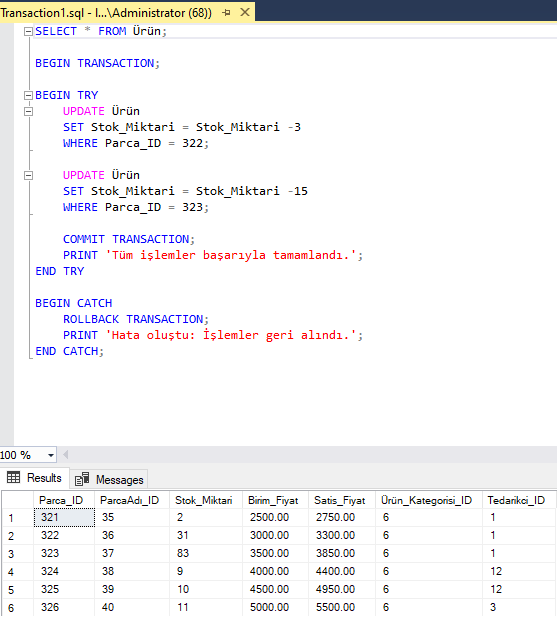 Transaction1.sql - I...\Administrator (68))
SELECT * FROM Ürün;
BEGIN TRANSACTION;
BEGIN TRY
UPDATE Ürün
SET Stok_Miktari = Stok_Miktari -3
WHERE Parca_ID = 322;
UPDATE Ürün
SET Stok_Miktari = Stok_Miktari -15
WHERE Parca_ID = 323;
COMMIT TRANSACTION;
PRINT 'Tüm işlemler başarıyla tamamlandı.';
END TRY
BEGIN CATCH
ROLLBACK TRANSACTION;
PRINT 'Hata oluştu: İşlemler geri alındı.';
END CATCH;
100 %
Results Messages
Parca_ID ParcaAdı_ID Stok_Miktari Birim_Fiyat Satis_Fiyat Ürün_Kategorisi_ID Tedarikci_ID
1 321 35 2 2500.00 2750.00 6 1
2 322 36 31 3000.00 3300.00 6 1
3 323 37 83 3500.00 3850.00 6 1
4 324 38 9 4000.00 4400.00 6 12
5 325 39 10 4500.00 4950.00 6 12
6 326 40 11 5000.00 5500.00 6 3